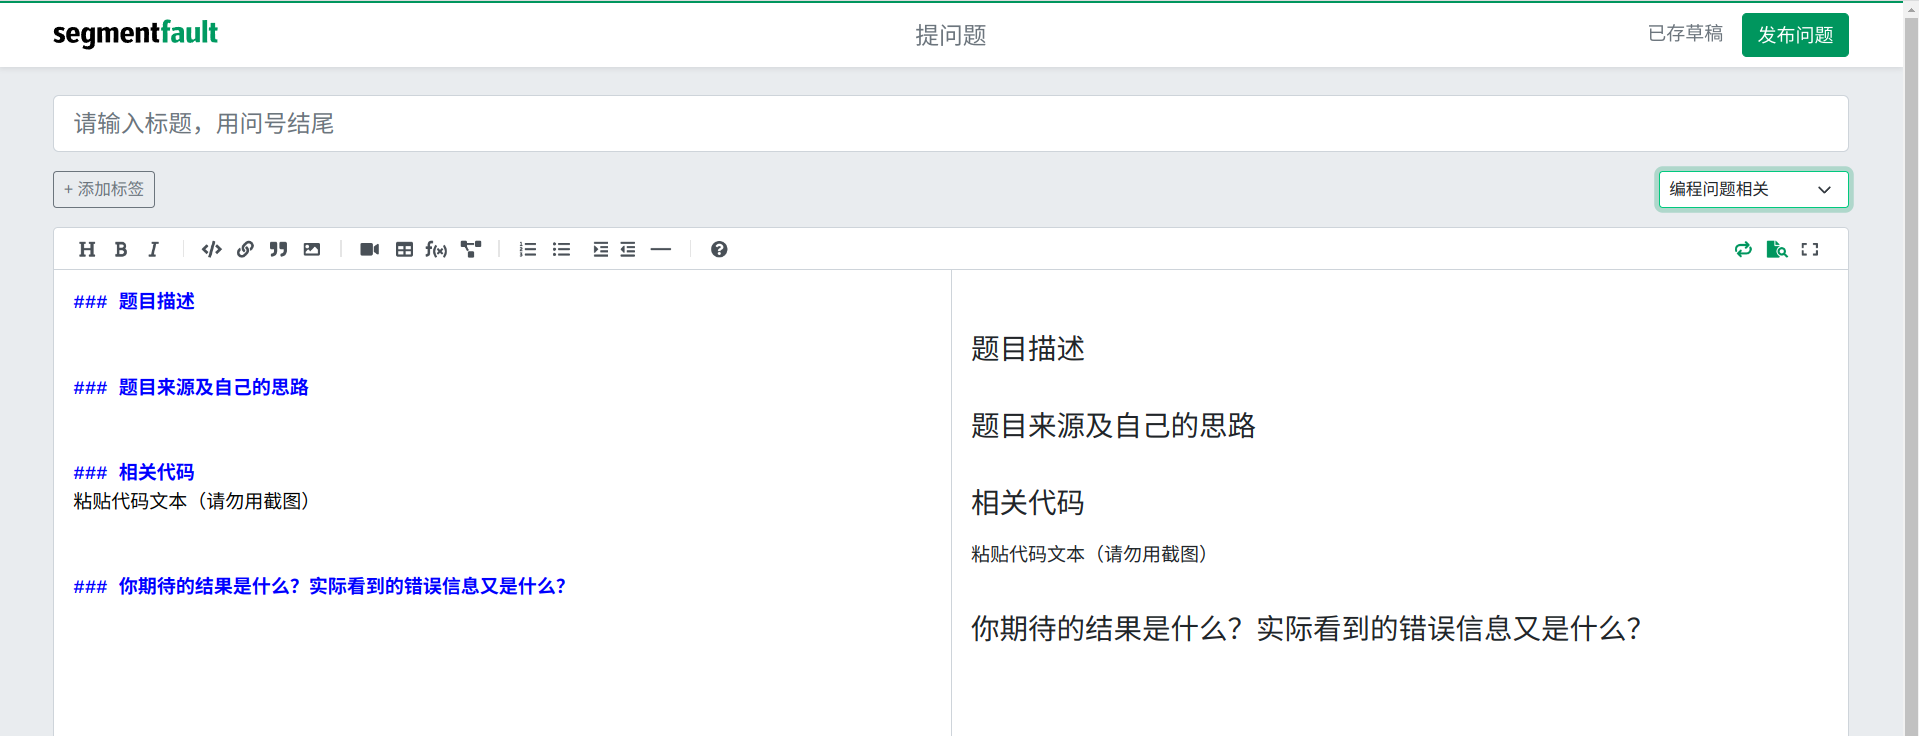 segmentfault
提问题
已存草稿
发布问题
请输入标题，用问号结尾
+ 添加标签
编程问题相关
### 题目描述
### 题目来源及自己的思路
### 相关代码
粘贴代码文本（请勿用截图）
### 你期待的结果是什么？实际看到的错误信息又是什么？
题目描述
题目来源及自己的思路
相关代码
粘贴代码文本（请勿用截图）
你期待的结果是什么？实际看到的错误信息又是什么？